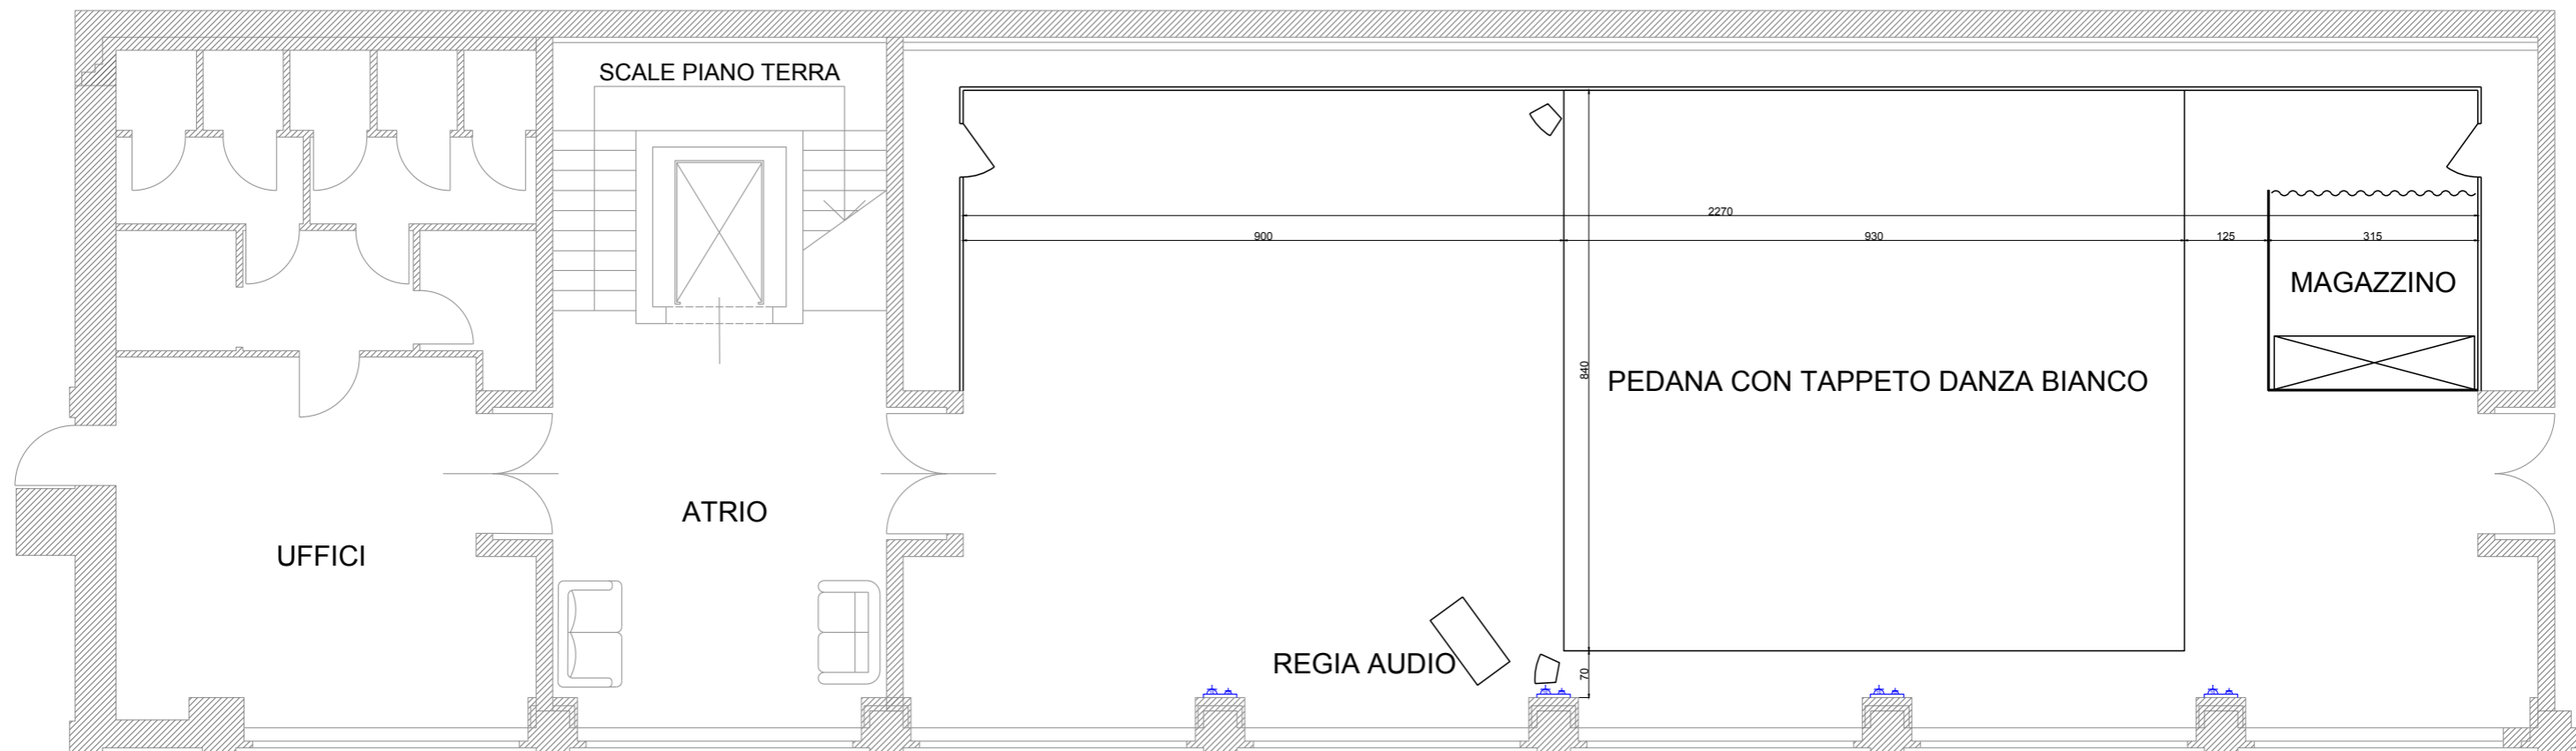 SCALE PIANO TERRA
2270
900
930
125
315
MAGAZZINO
840
PEDANA CON TAPPETO DANZA BIANCO
ATRIO
UFFICI
REGIA AUDIO
70